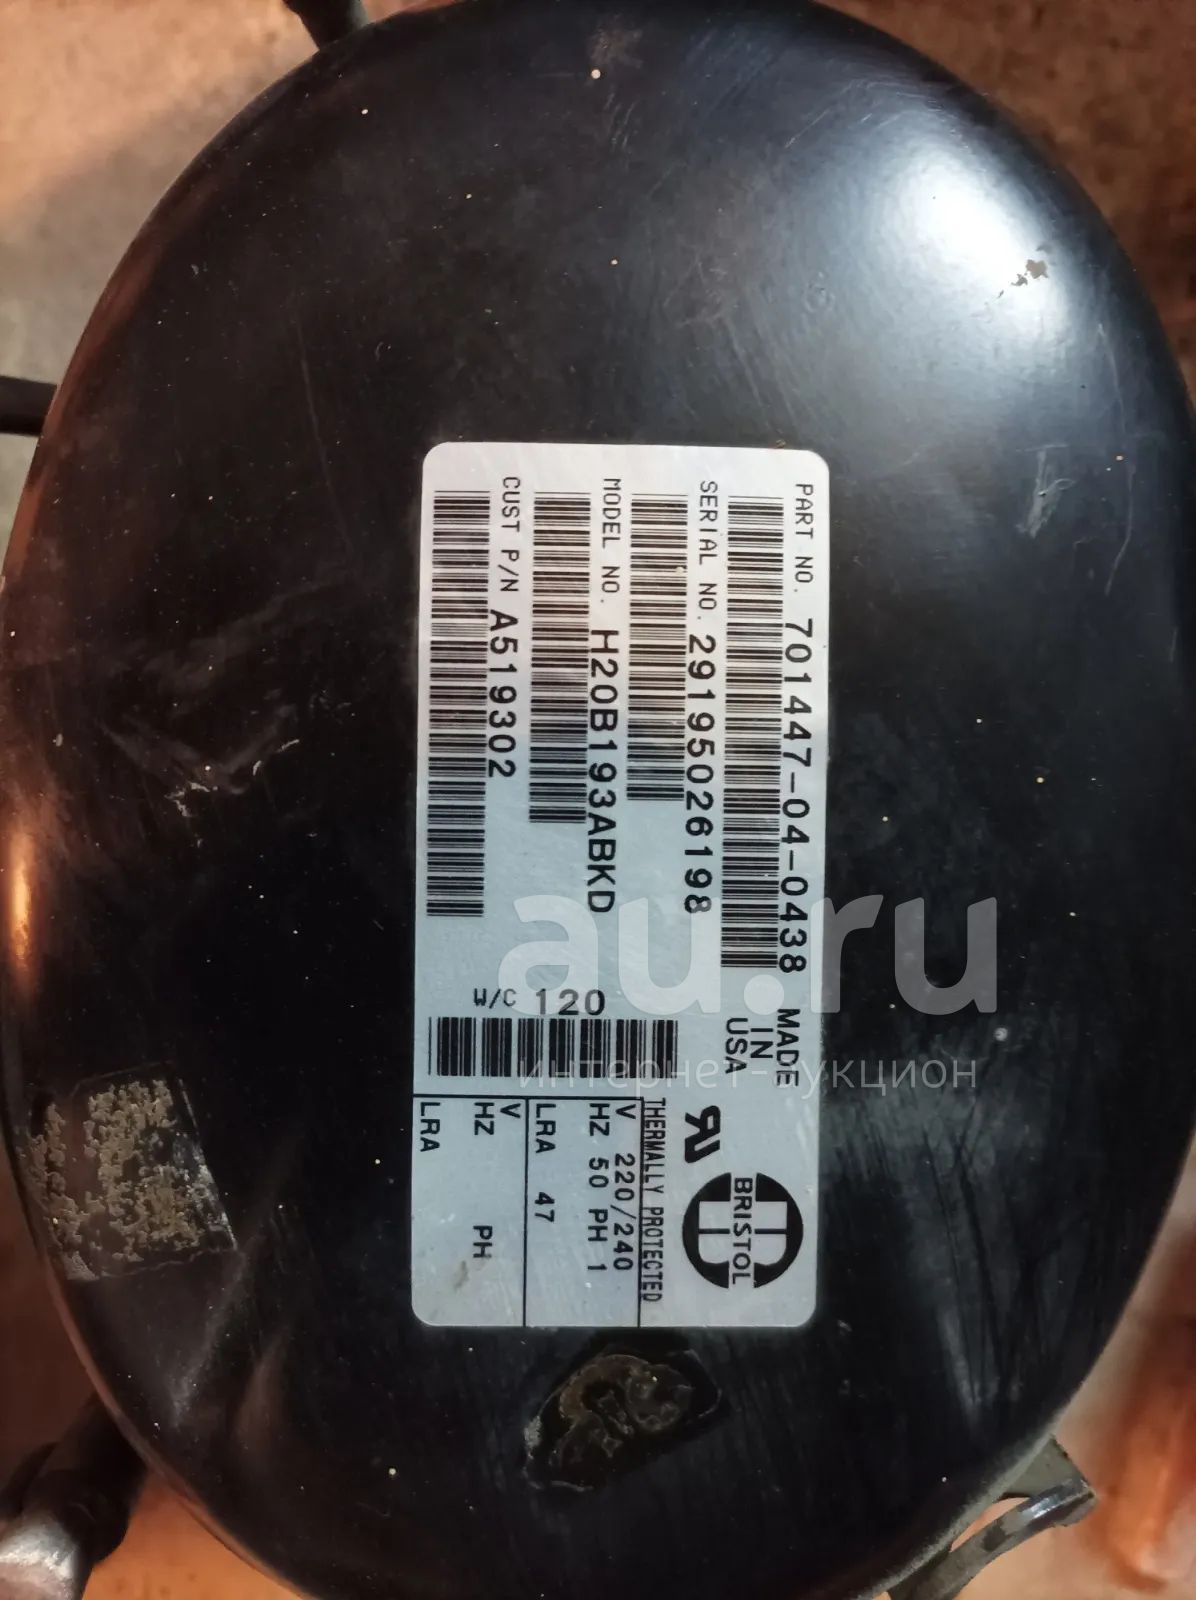 PART NO. 701447-04-0438
MADE
IN
USA
SERIAL NO. 29195026198
MODEL NO. H20B193ABKD
CUST P/N A519302
W/C 120
BRISTOL
THERMALLY PROTECTED
V 220/240
HZ 50 PH 1
LRA 47
V
HZ PH
LRA
au.ru
интернет-аукцион